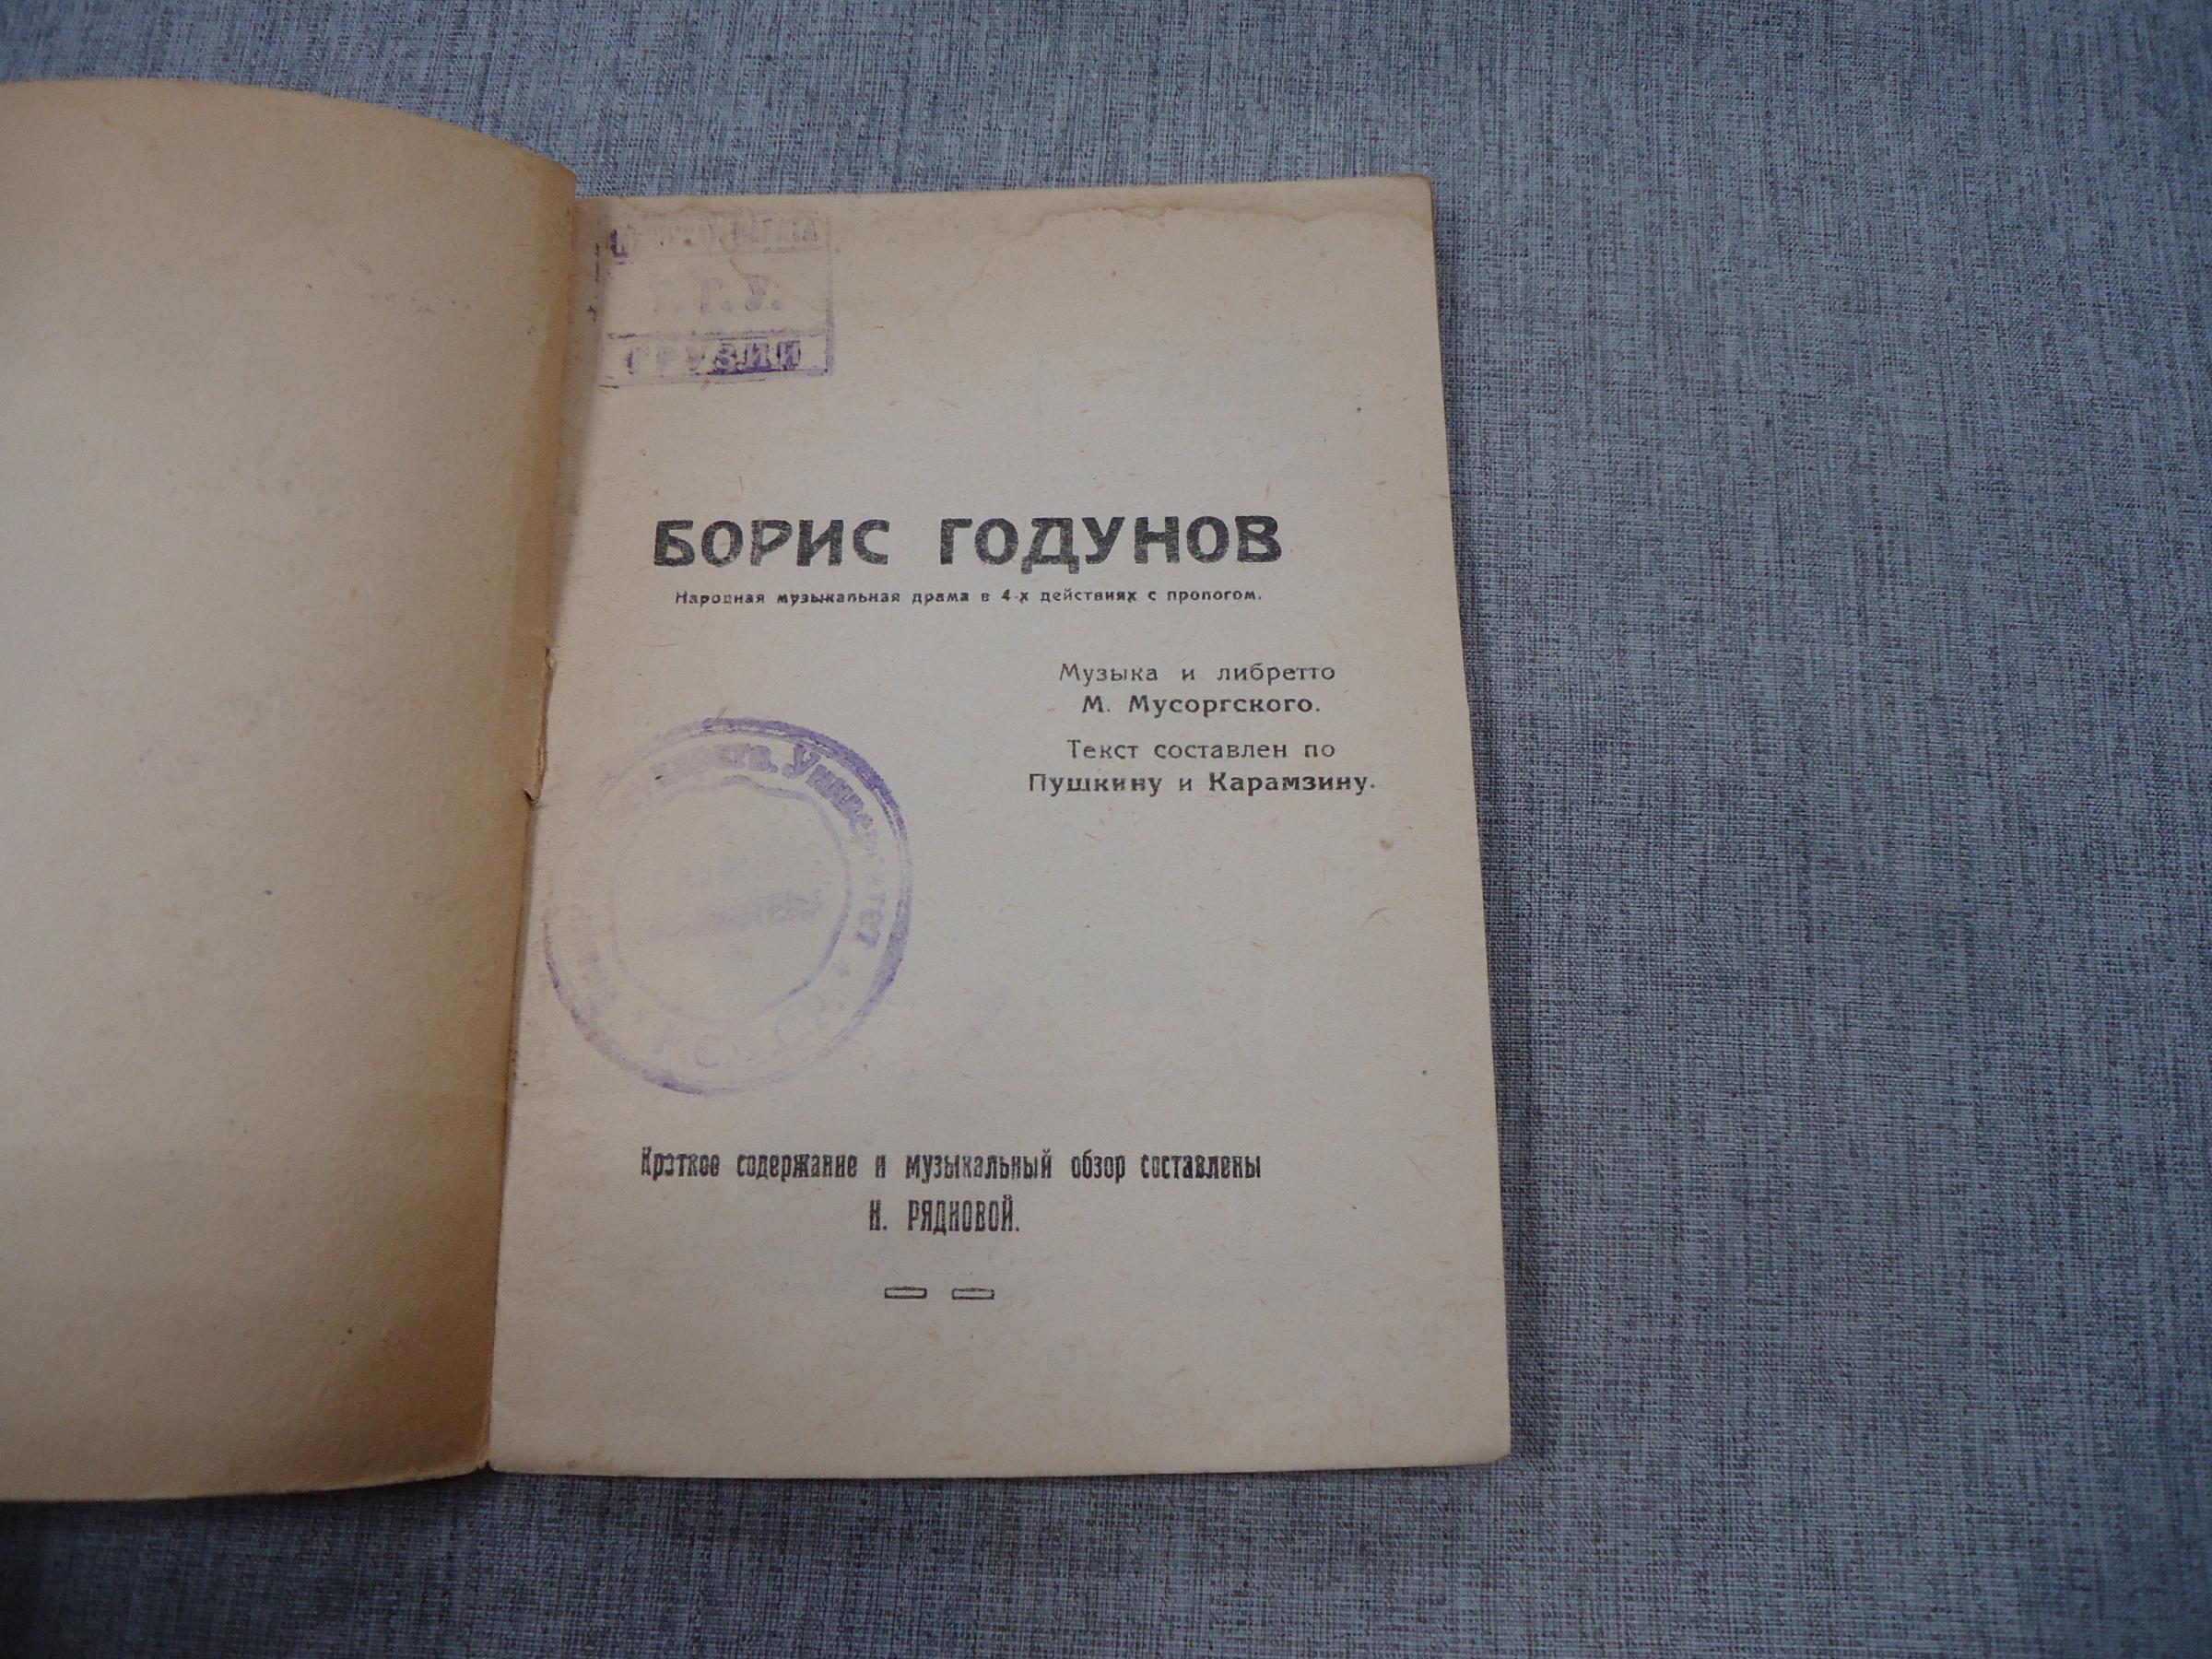 Г. У.
ГРУЗИИ
БОРИС ГОДУНОВ
Народная музыкальная драма в 4-х действиях с прологом.
Музыка и либретто
М. Мусоргского.
Текст составлен по
Пушкину и Карамзину.
Краткое содержание и музыкальный обзор составлены
Н. РЯДНОВОЙ.